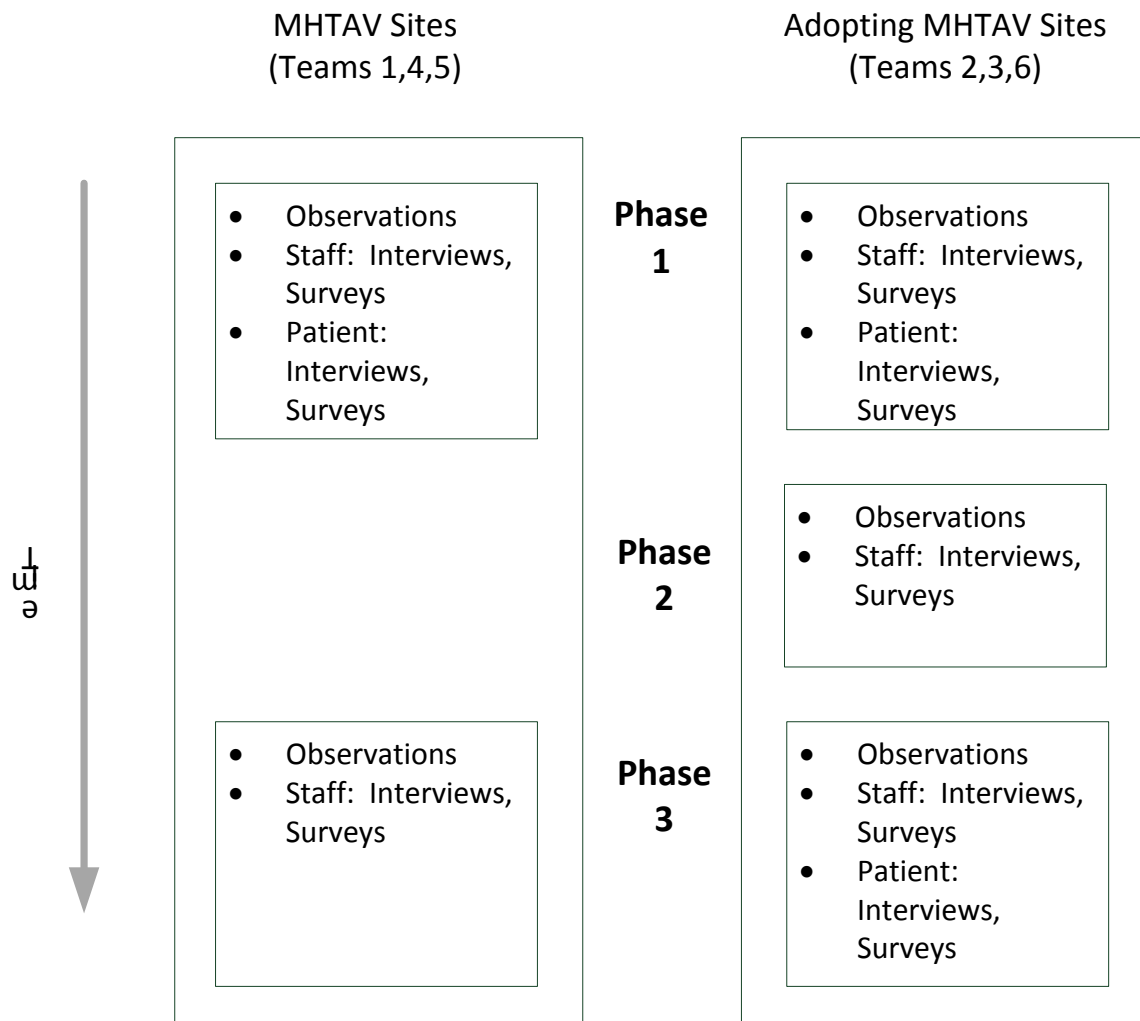 MHTAV Sites
(Teams 1,4,5)
Adopting MHTAV Sites
(Teams 2,3,6)
Time
• Observations
• Staff: Interviews,
Surveys
• Patient:
Interviews,
Surveys
Phase
1
• Observations
• Staff: Interviews,
Surveys
• Patient:
Interviews,
Surveys
Phase
2
• Observations
• Staff: Interviews,
Surveys
• Observations
• Staff: Interviews,
Surveys
Phase
3
• Observations
• Staff: Interviews,
Surveys
• Patient:
Interviews,
Surveys